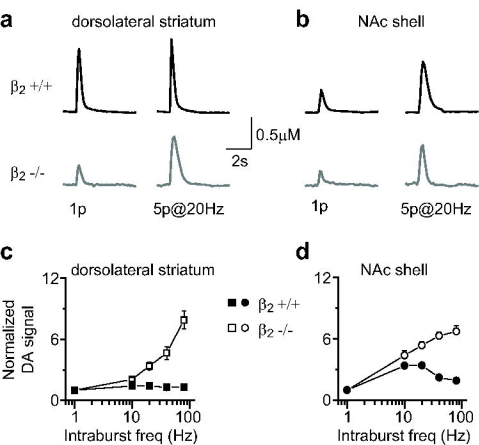 a dorsolateral striatum
b NAc shell
β2 +/+
0.5μM
2s
β2 -/-
1p 5p@20Hz
1p 5p@20Hz
c dorsolateral striatum
d NAc shell
Normalized
DA signal
12
6
0
1 10 100
Intraburst freq (Hz)
β2 +/+
β2 -/-
12
6
0
1 10 100
Intraburst freq (Hz)